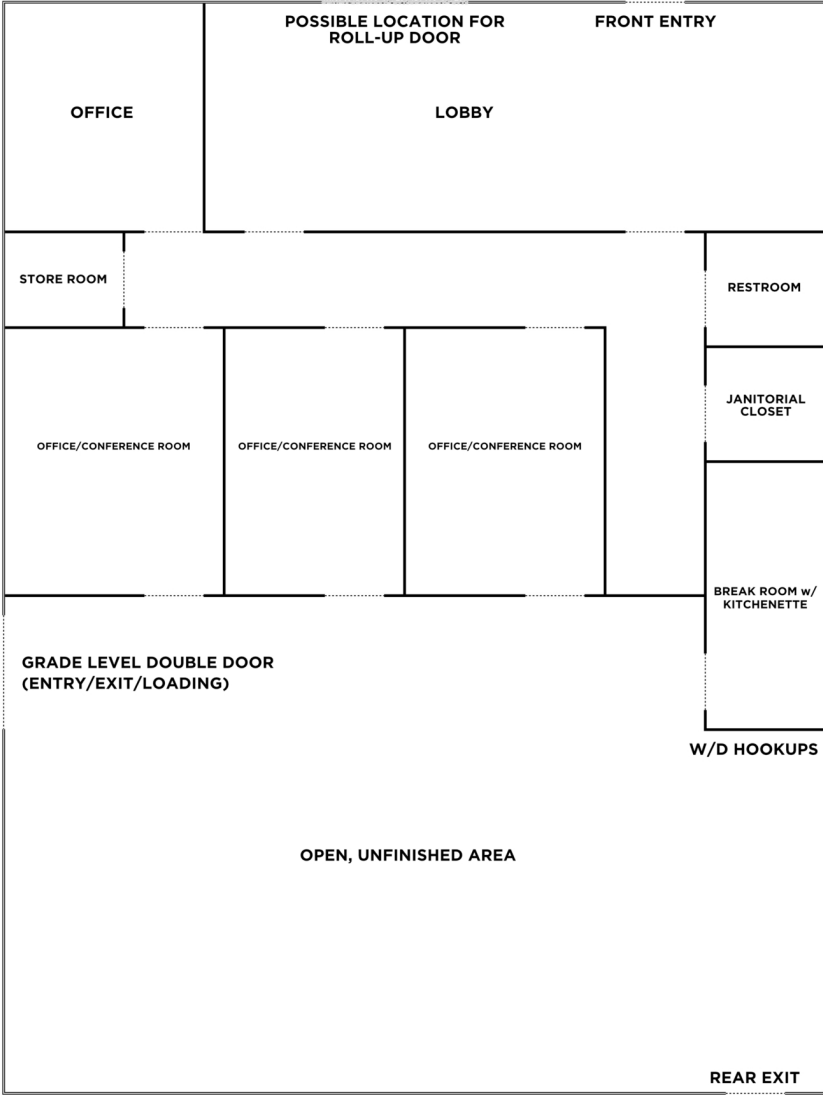 POSSIBLE LOCATION FOR
ROLL-UP DOOR
FRONT ENTRY
OFFICE
LOBBY
STORE ROOM
RESTROOM
JANITORIAL
CLOSET
OFFICE/CONFERENCE ROOM
OFFICE/CONFERENCE ROOM
OFFICE/CONFERENCE ROOM
BREAK ROOM w/
KITCHENETTE
GRADE LEVEL DOUBLE DOOR
(ENTRY/EXIT/LOADING)
W/D HOOKUPS
OPEN, UNFINISHED AREA
REAR EXIT